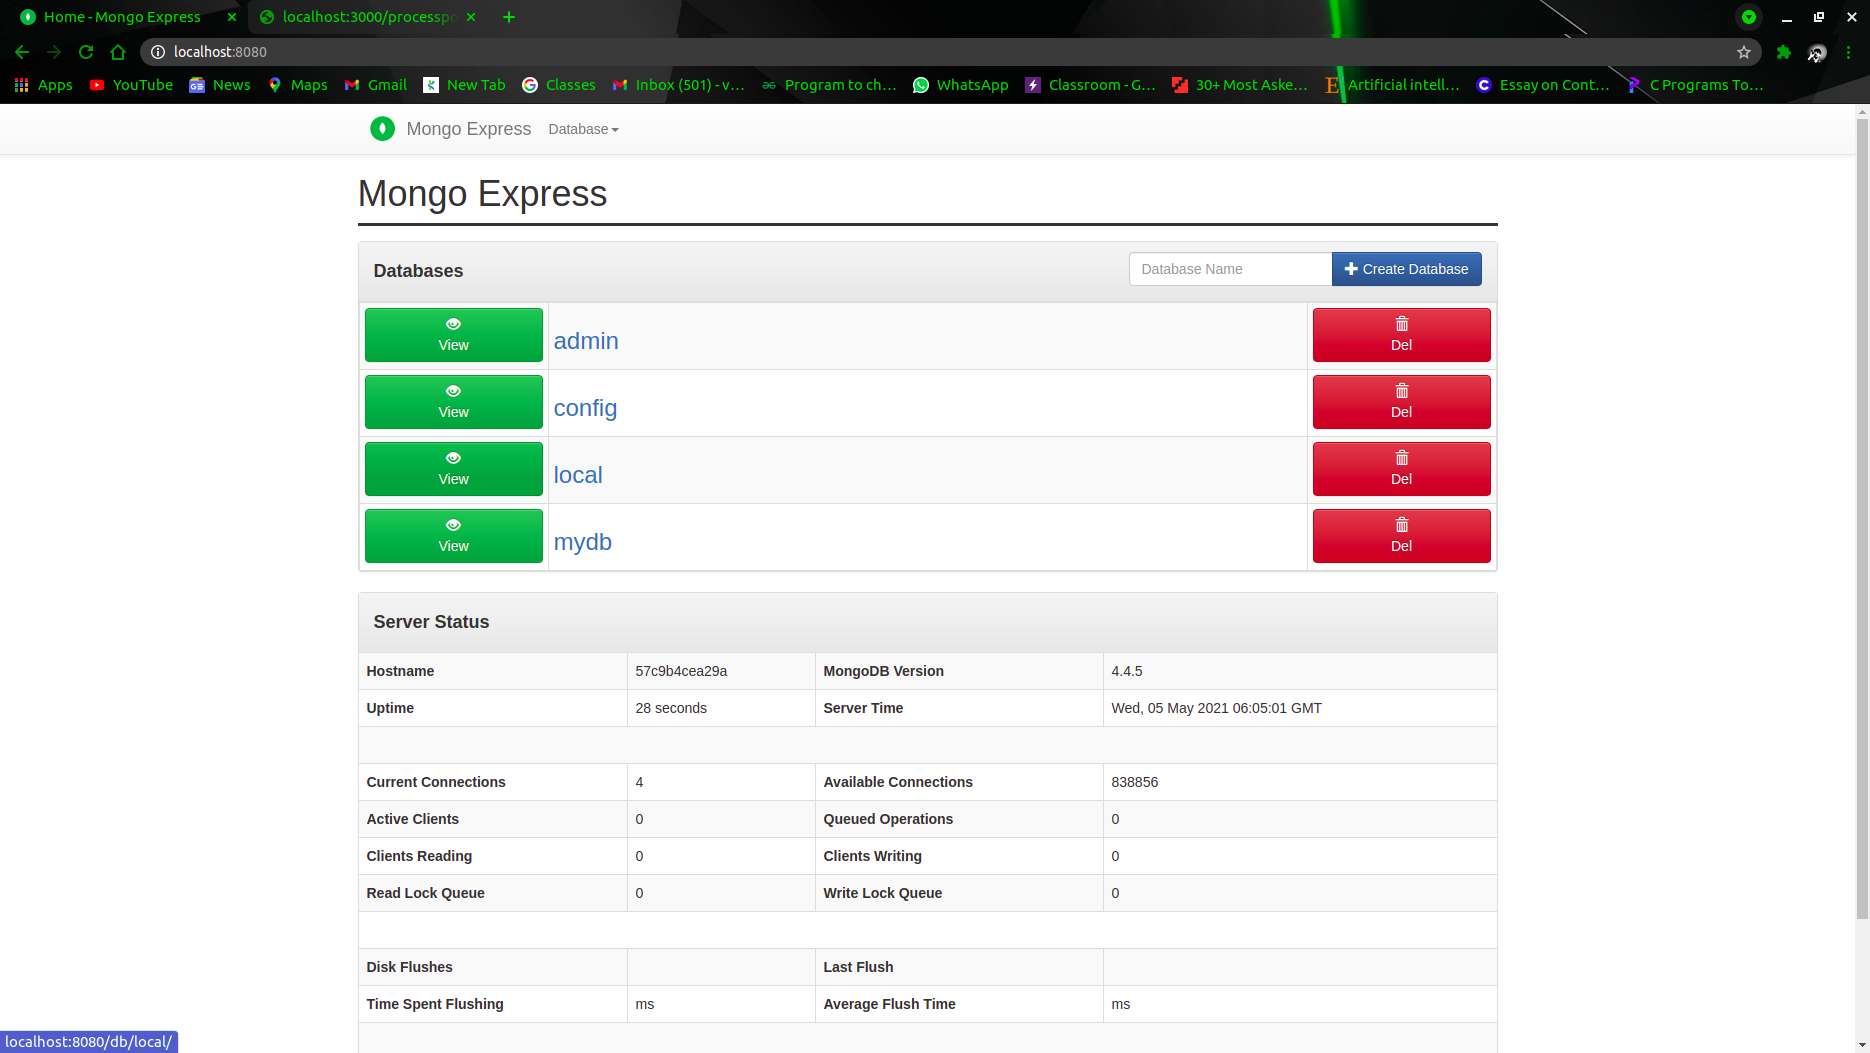 Home - Mongo Express
localhost:3000/processpo
localhost:8080
Apps YouTube News Maps Gmail New Tab Classes Inbox (501) - v... Program to ch... WhatsApp Classroom - G... 30+ Most Aske... Artificial intell... Essay on Cont... C Programs To...
Mongo Express Database
Mongo Express
Databases Database Name Create Database
View admin Del
View config Del
View local Del
View mydb Del
Server Status
Hostname 57c9b4cea29a MongoDB Version 4.4.5
Uptime 28 seconds Server Time Wed, 05 May 2021 06:05:01 GMT
Current Connections 4 Available Connections 838856
Active Clients 0 Queued Operations 0
Clients Reading 0 Clients Writing 0
Read Lock Queue 0 Write Lock Queue 0
Disk Flushes Last Flush
Time Spent Flushing ms Average Flush Time ms
localhost:8080/db/local/